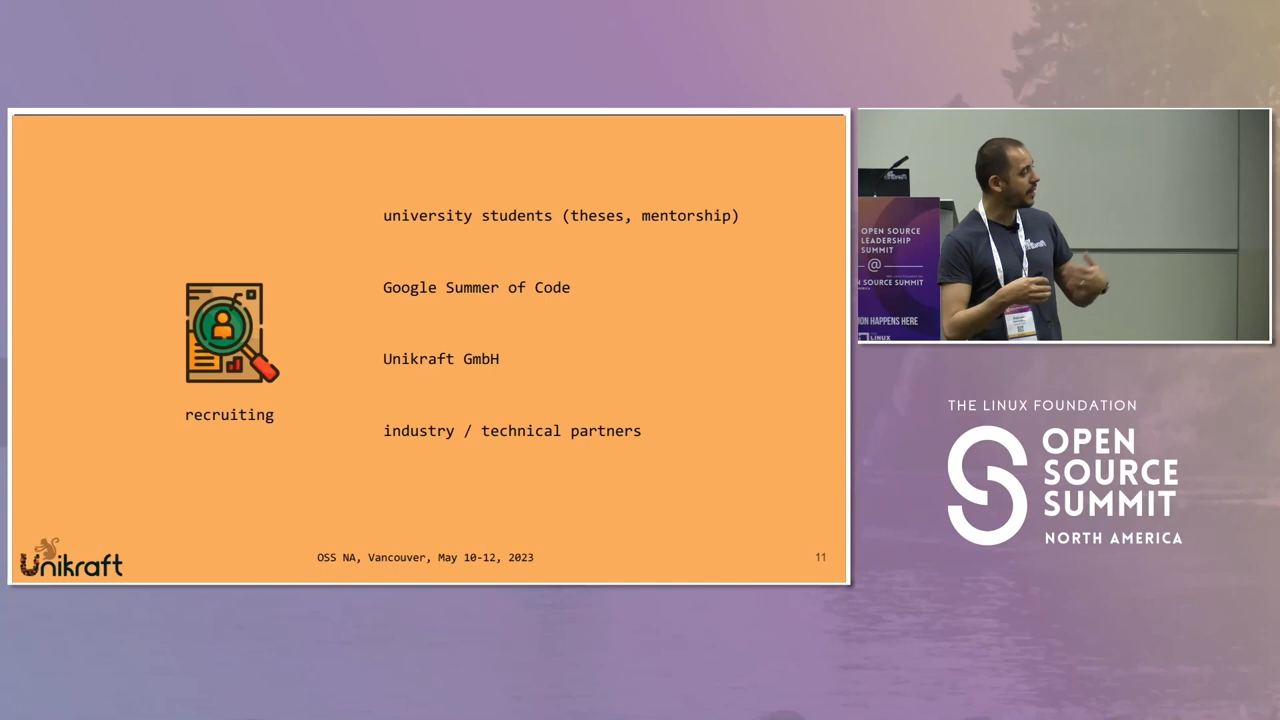 university students (theses, mentorship)
Google Summer of Code
Unikraft GmbH
industry / technical partners
recruiting
Unikraft
OSS NA, Vancouver, May 10-12, 2023
11
OPEN SOURCE
LEADERSHIP
SUMMIT
@
SOURCE SUMMIT
HAPPENS HERE
LINUX
THE LINUX FOUNDATION
OPEN
SOURCE
SUMMIT
NORTH AMERICA